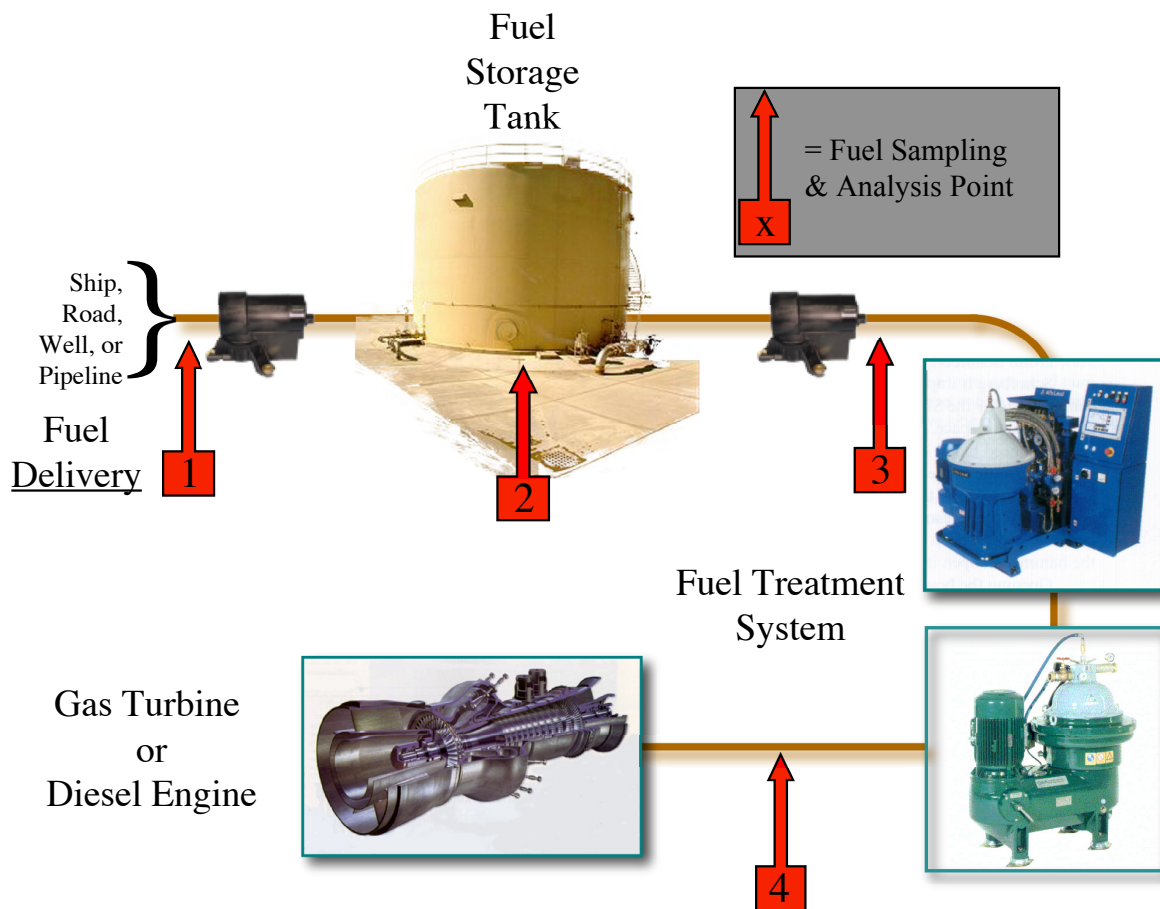 Fuel
Storage
Tank
= Fuel Sampling
& Analysis Point
x
Ship,
Road,
Well, or
Pipeline
}
Fuel
Delivery
1
2
3
Fuel Treatment
System
Gas Turbine
or
Diesel Engine
4